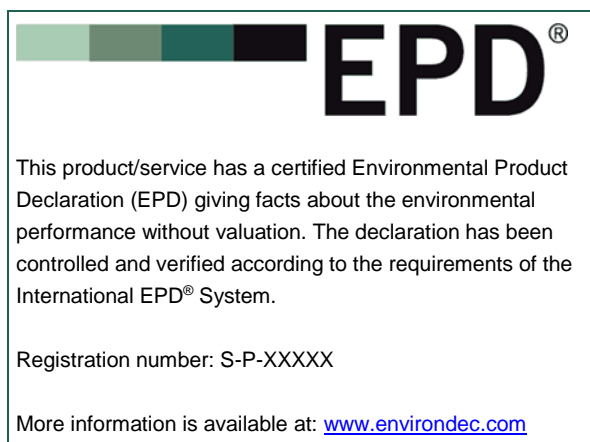 EPD®
This product/service has a certified Environmental Product
Declaration (EPD) giving facts about the environmental
performance without valuation. The declaration has been
controlled and verified according to the requirements of the
International EPD® System.
Registration number: S-P-XXXXX
More information is available at: www.environdec.com